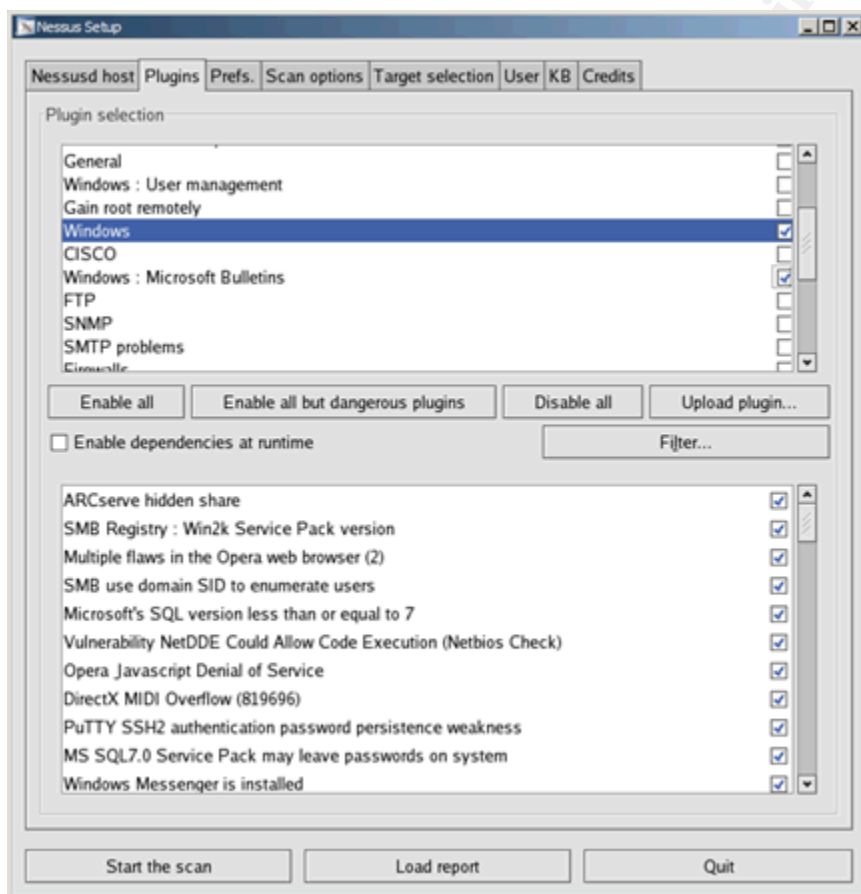 Nessus Setup
Nessusd host Plugins Prefs. Scan options Target selection User KB Credits
Plugin selection
General
Windows : User management
Gain root remotely
Windows
CISCO
Windows : Microsoft Bulletins
FTP
SNMP
SMTP problems
Firewalls
Enable all Enable all but dangerous plugins Disable all Upload plugin...
Enable dependencies at runtime Filter...
ARCserve hidden share
SMB Registry : Win2k Service Pack version
Multiple flaws in the Opera web browser (2)
SMB use domain SID to enumerate users
Microsoft's SQL version less than or equal to 7
Vulnerability NetDDE Could Allow Code Execution (Netbios Check)
Opera Javascript Denial of Service
DirectX MIDI Overflow (819696)
PuTTY SSH2 authentication password persistence weakness
MS SQL7.0 Service Pack may leave passwords on system
Windows Messenger is installed
Start the scan Load report Quit